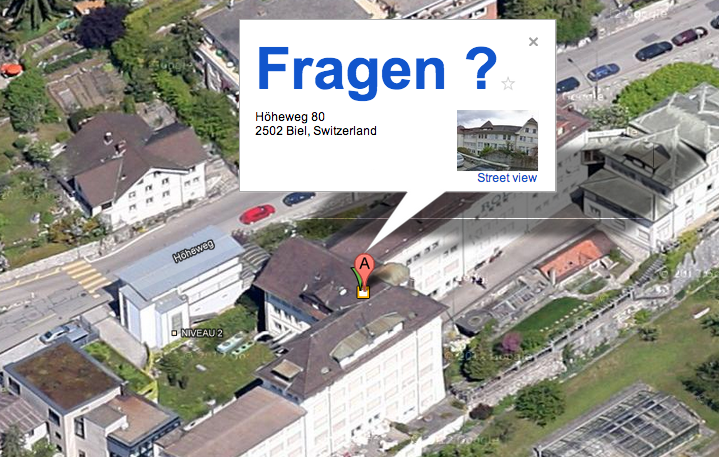 Fragen ?
Höheweg 80
2502 Biel, Switzerland
Street view
A
Höheweg
NIVEAU 2